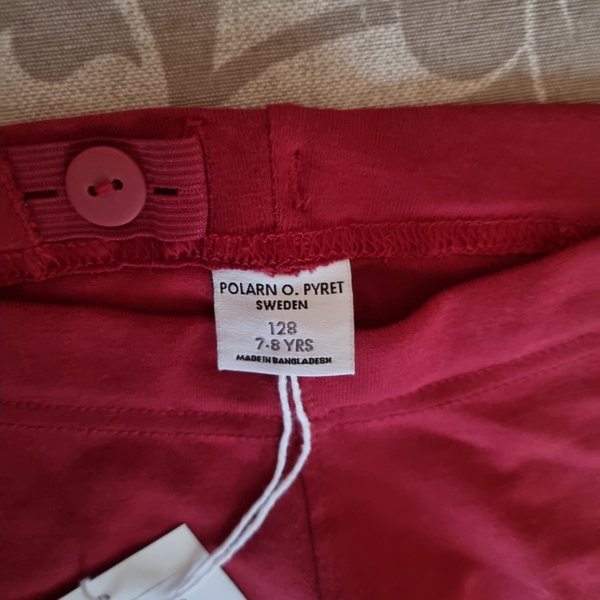 POLARN O. PYRET
SWEDEN
128
7-8 YRS
MADE IN BANGLADESH